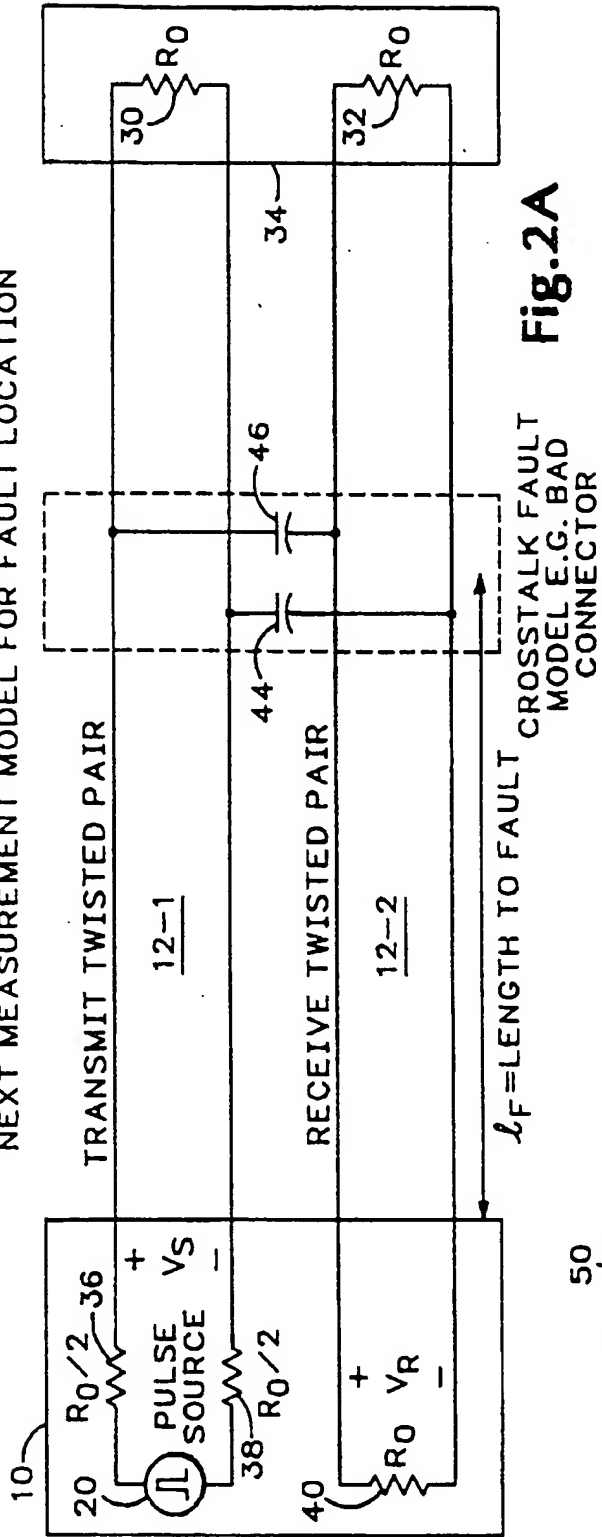 NEXT MEASUREMENT MODEL FOR FAULT LOCATION
10
20
R0/2
36
PULSE
SOURCE
+
VS
−
38
R0/2
40
R0
+
VR
−
TRANSMIT TWISTED PAIR
12-1
RECEIVE TWISTED PAIR
12-2
44
46
30
R0
32
R0
34
ℓF=LENGTH TO FAULT
CROSSTALK FAULT
MODEL E.G. BAD
CONNECTOR
Fig.2A
50